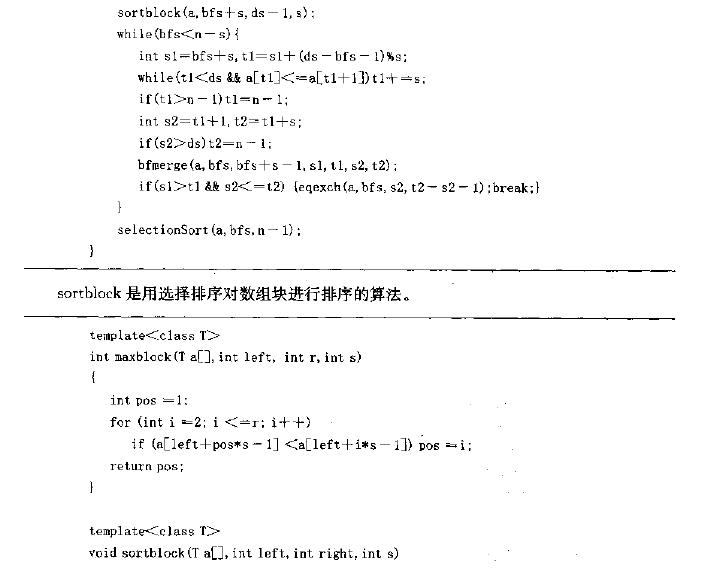 sortblock(a,bfs+s,ds-1,s);
while(bfs<n-s){
int s1=bfs+s,t1=s1+(ds-bfs-1)%s;
while(t1<ds && a[t1]<=a[t1+1])t1+=s;
if(t1>n-1)t1=n-1;
int s2=t1+1,t2=t1+s;
if(s2>ds)t2=n-1;
bfmerge(a,bfs,bfs+s-1,s1,t1,s2,t2);
if(s1>t1 && s2<=t2) {eqexch(a,bfs,s2,t2-s2-1);break;}
}
selectionSort(a,bfs,n-1);
}
sortblock 是用选择排序对数组块进行排序的算法。
template<class T>
int maxblock(T a[],int left, int r,int s)
{
int pos =1;
for (int i =2; i <=r; i++)
if (a[left+pos*s-1] <a[left+i*s-1]) pos =i;
return pos;
}
template<class T>
void sortblock(T a[],int left,int right,int s)